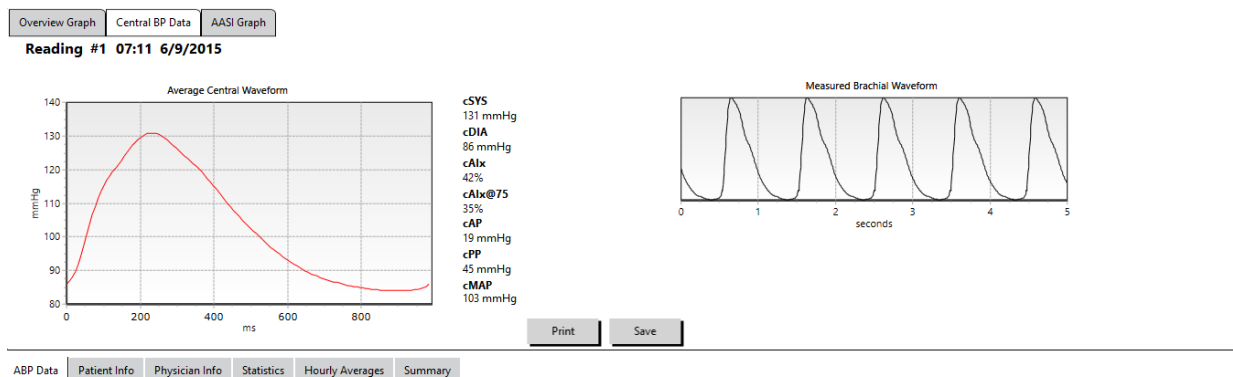 Overview Graph Central BP Data AASI Graph
Reading #1 07:11 6/9/2015
Average Central Waveform
140
130
120
110
100
90
80
mmHg
0 200 400 600 800
ms
cSYS
131 mmHg
cDIA
86 mmHg
cAIx
42%
cAIx@75
35%
cAP
19 mmHg
cPP
45 mmHg
cMAP
103 mmHg
Measured Brachial Waveform
0 1 2 3 4 5
seconds
Print Save
ABP Data Patient Info Physician Info Statistics Hourly Averages Summary